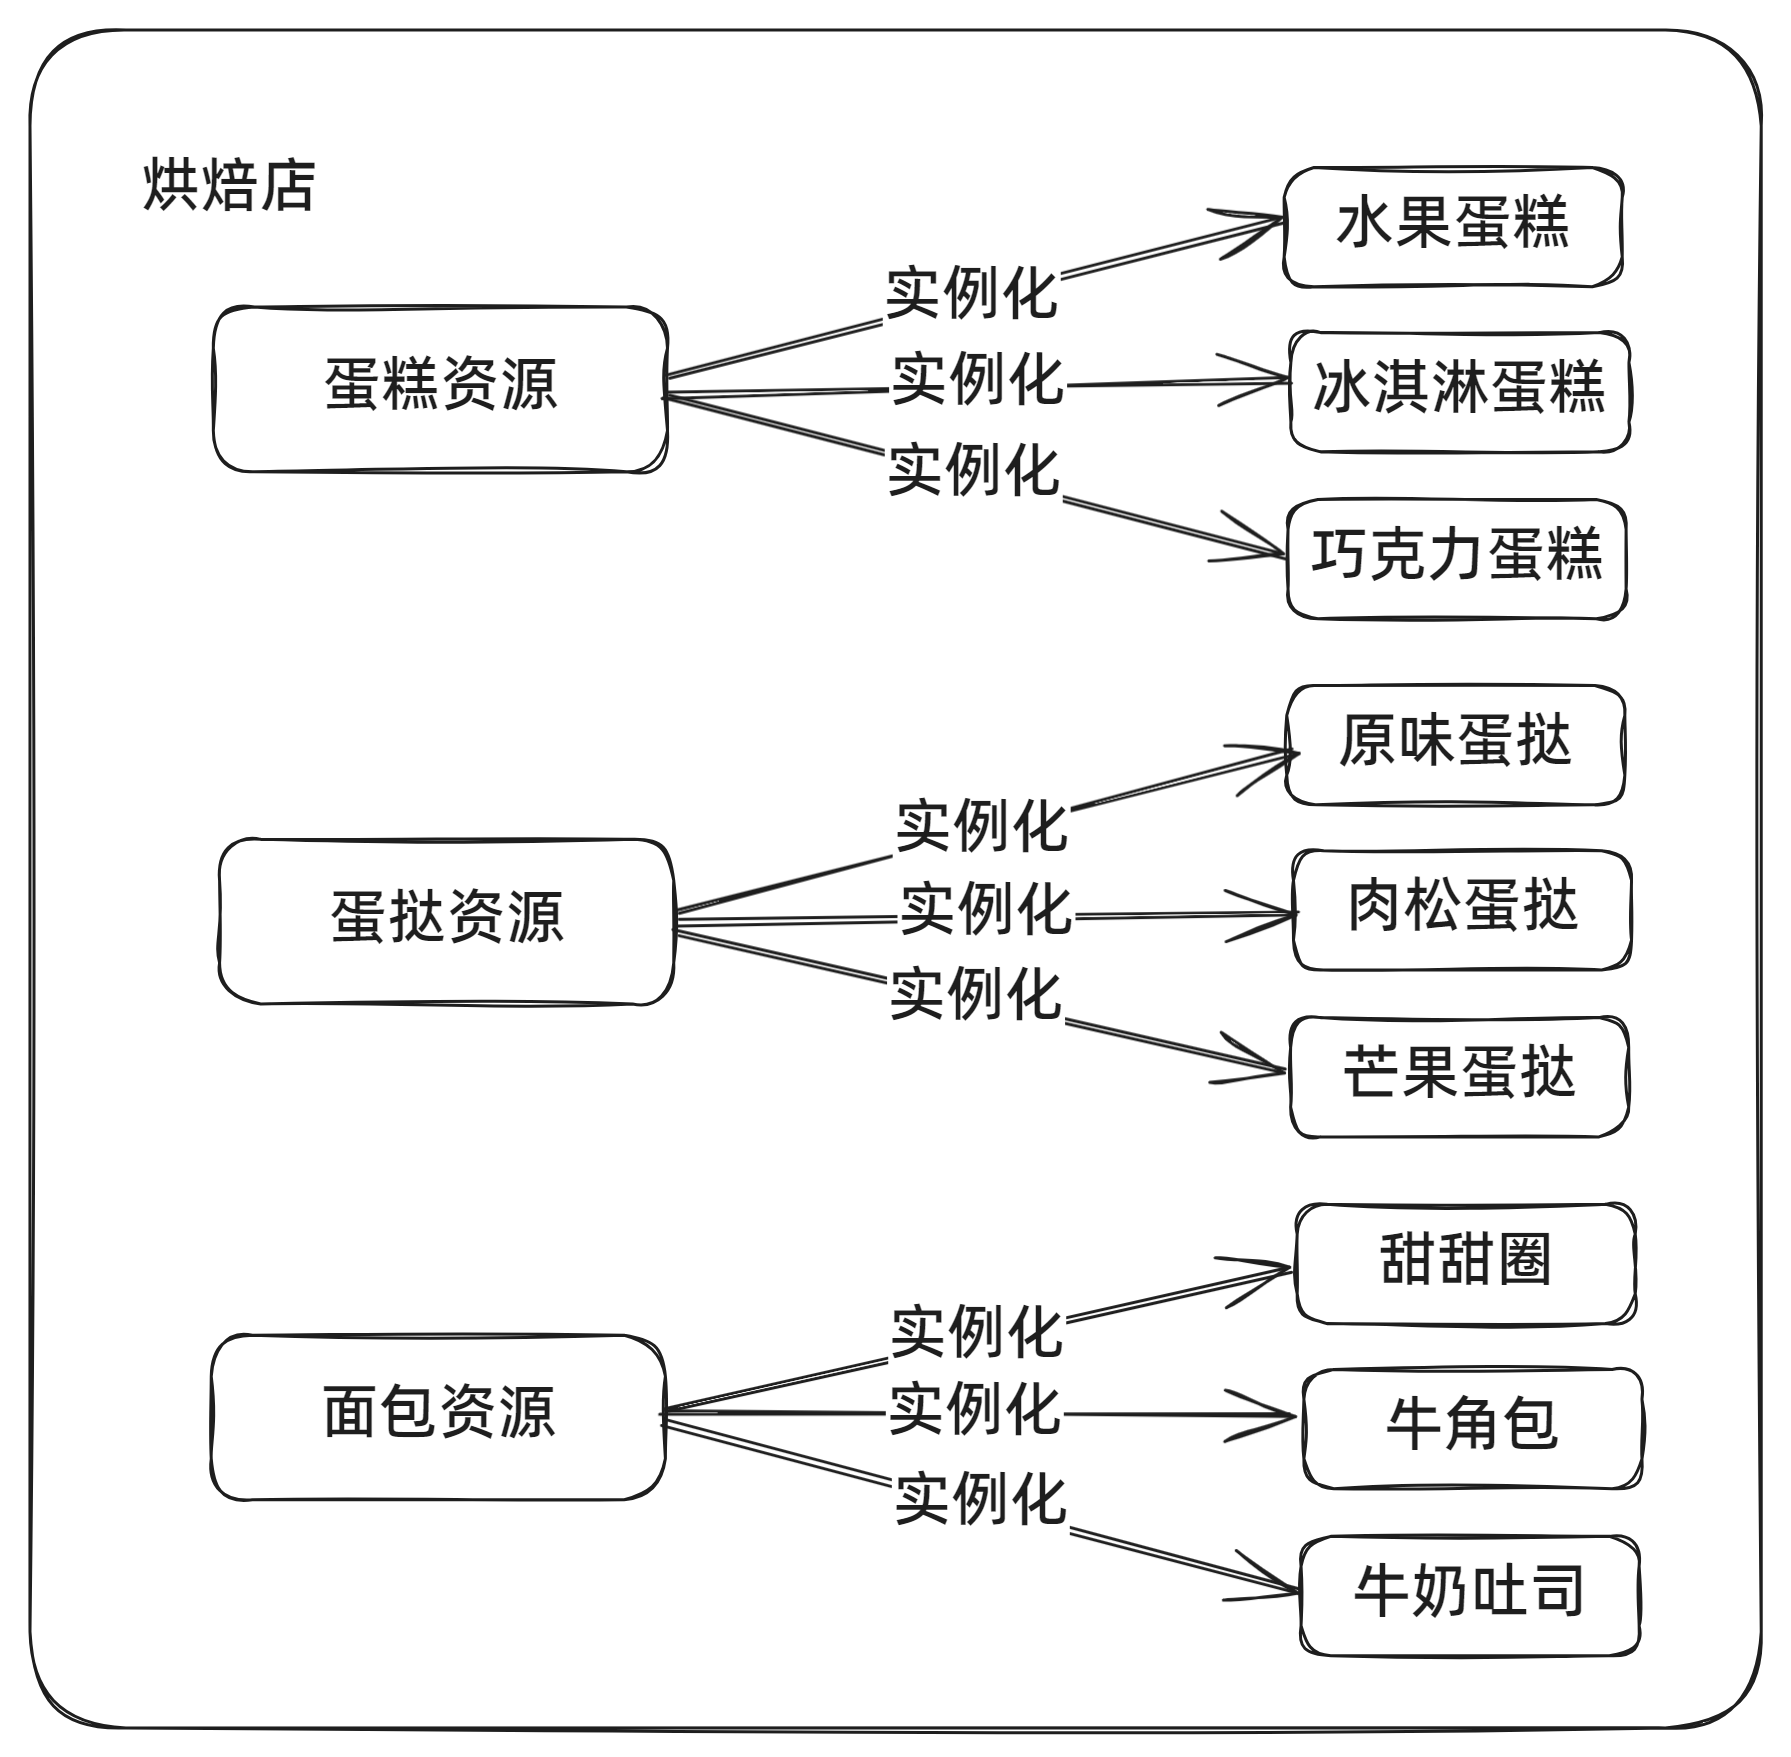 烘焙店
蛋糕资源
实例化
实例化
实例化
水果蛋糕
冰淇淋蛋糕
巧克力蛋糕
蛋挞资源
实例化
实例化
实例化
原味蛋挞
肉松蛋挞
芒果蛋挞
面包资源
实例化
实例化
实例化
甜甜圈
牛角包
牛奶吐司